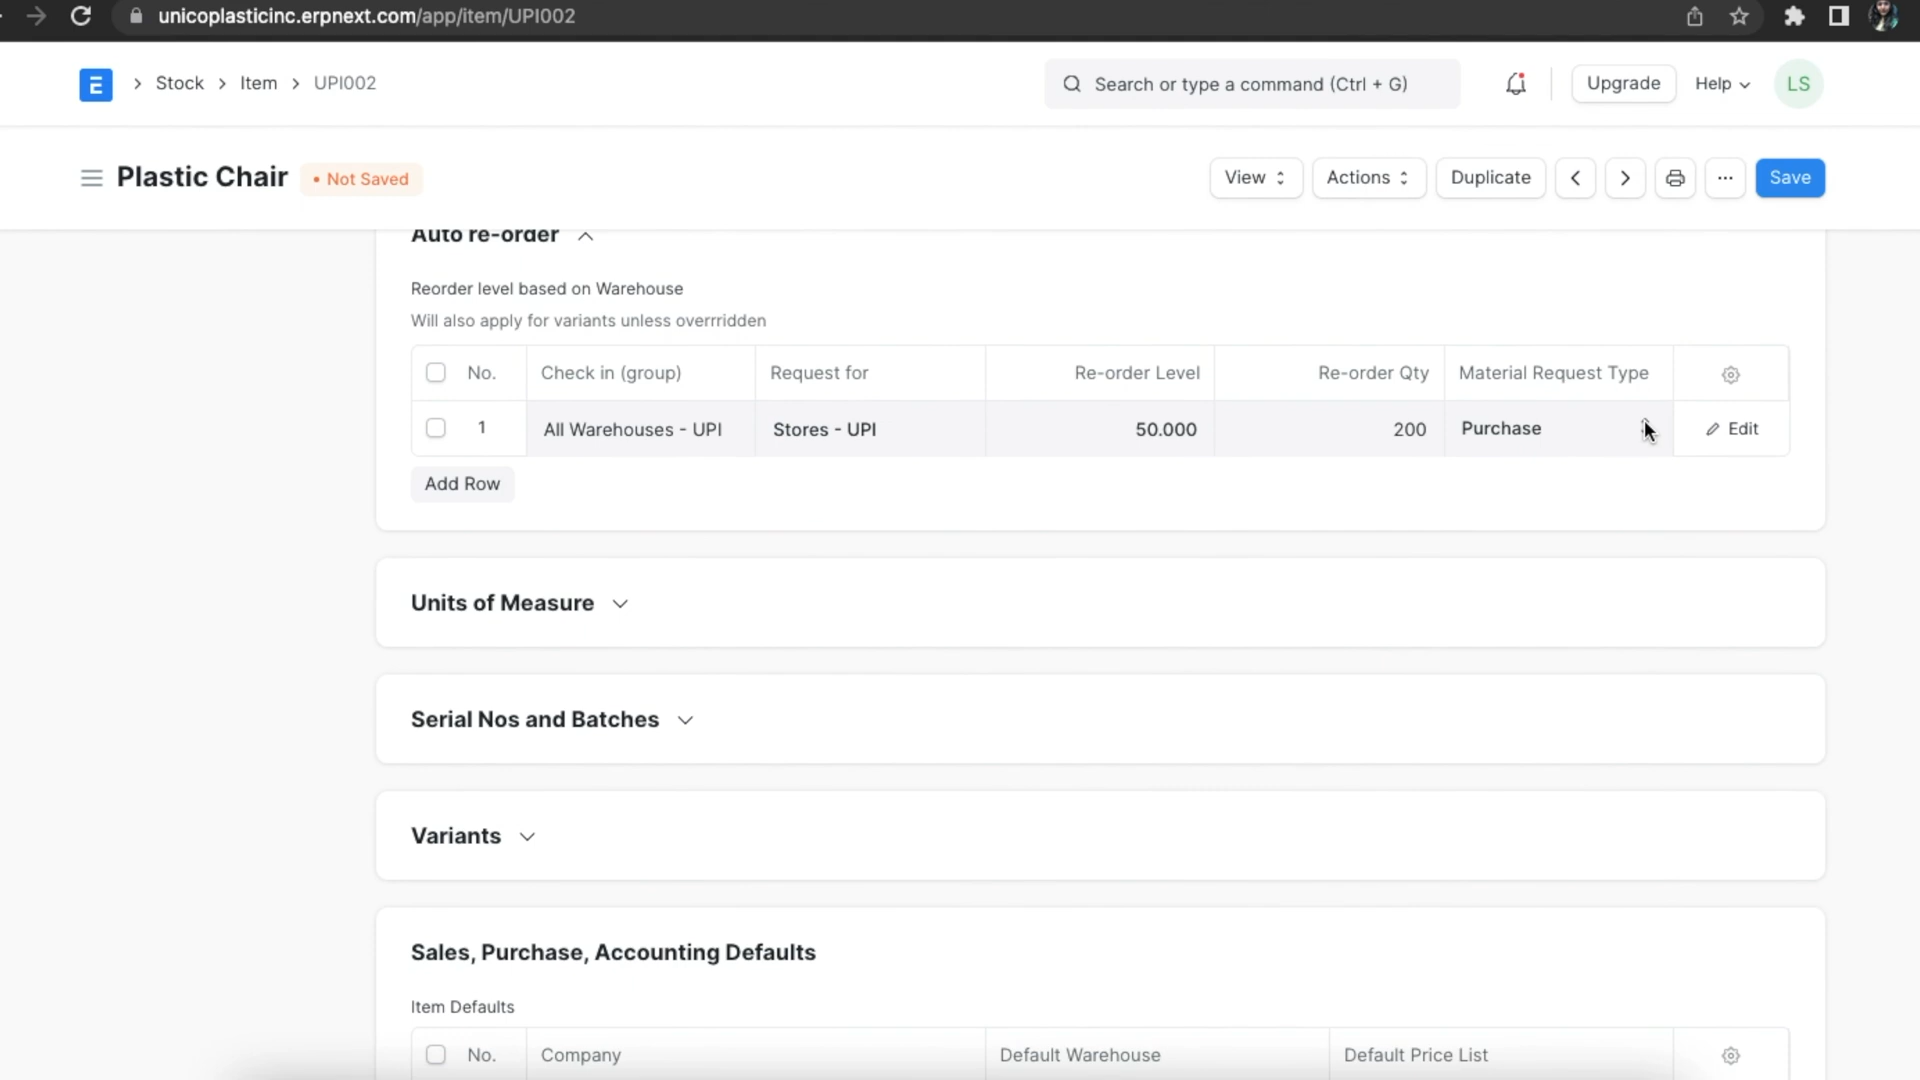 unicoplasticinc.erpnext.com/app/item/UPI002
E
Stock
Item
UPI002
Search or type a command (Ctrl + G)
Upgrade
Help
LS
Plastic Chair
• Not Saved
View
Actions
Duplicate
...
Save
Auto re-order
Reorder level based on Warehouse
Will also apply for variants unless overrridden
No. Check in (group) Request for Re-order Level Re-order Qty Material Request Type
1 All Warehouses - UPI Stores - UPI 50.000 200 Purchase Edit
Add Row
Units of Measure
Serial Nos and Batches
Variants
Sales, Purchase, Accounting Defaults
Item Defaults
No. Company Default Warehouse Default Price List